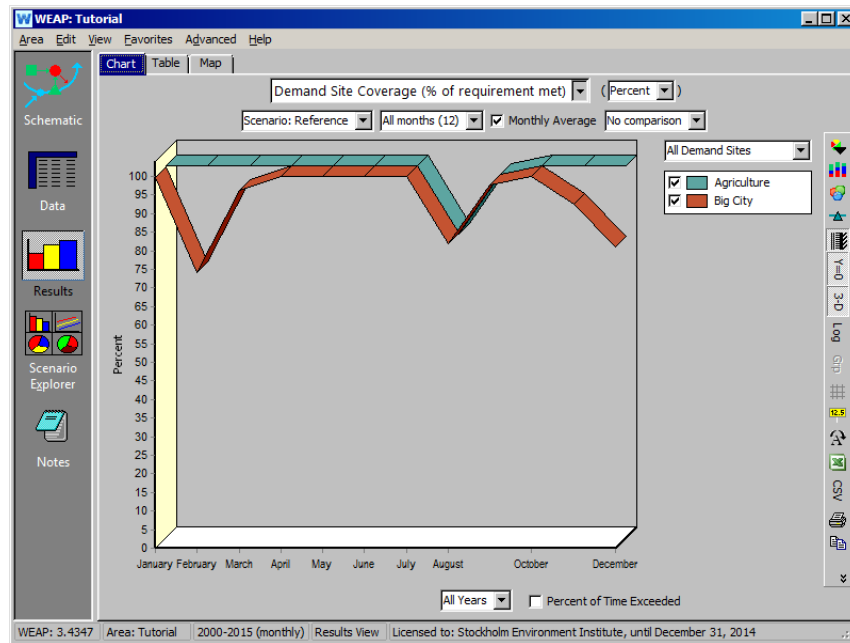 WEAP: Tutorial
Area Edit View Favorites Advanced Help
Chart Table Map
Demand Site Coverage (% of requirement met) ( Percent )
Scenario: Reference All months (12) Monthly Average No comparison
Schematic
Data
Results
Scenario
Explorer
Notes
All Demand Sites
Agriculture
Big City
Percent
100
95
90
85
80
75
70
65
60
55
50
45
40
35
30
25
20
15
10
5
0
January February March April May June July August October December
Y=0
3-D
Log
Grp
12.5
A
CSV
All Years Percent of Time Exceeded
WEAP: 3.4347 Area: Tutorial 2000-2015 (monthly) Results View Licensed to: Stockholm Environment Institute, until December 31, 2014